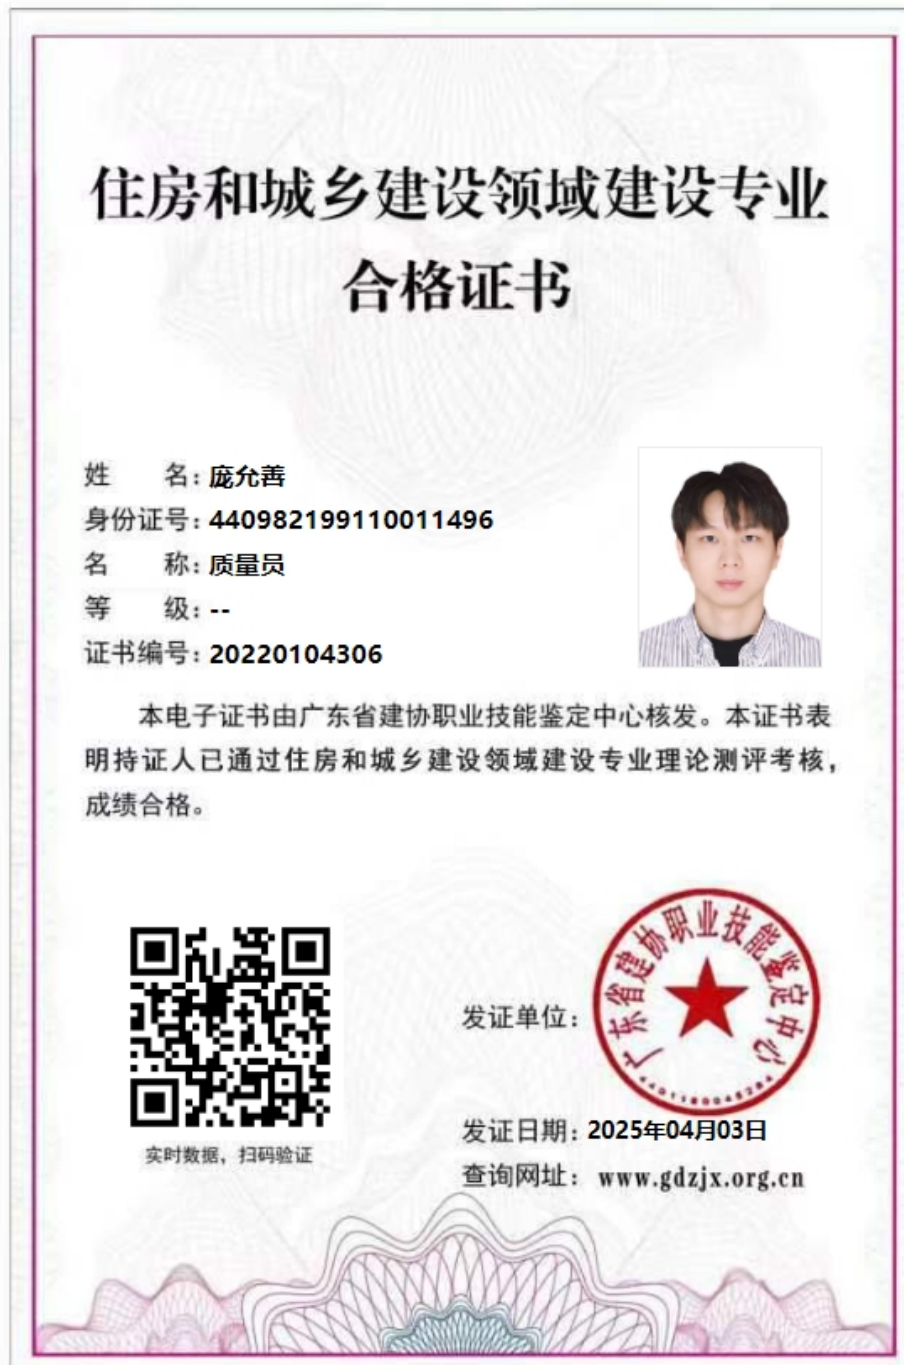 住房和城乡建设领域建设专业
合格证书
姓 名：庞允善
身份证号：440982199110011496
名 称：质量员
等 级：--
证书编号：20220104306
本电子证书由广东省建协职业技能鉴定中心核发。本证书表
明持证人已通过住房和城乡建设领域建设专业理论测评考核，
成绩合格。
广东省建协职业技能鉴定中心
发证单位：
发证日期：2025年04月03日
实时数据，扫码验证
查询网址：www.gdzjx.org.cn